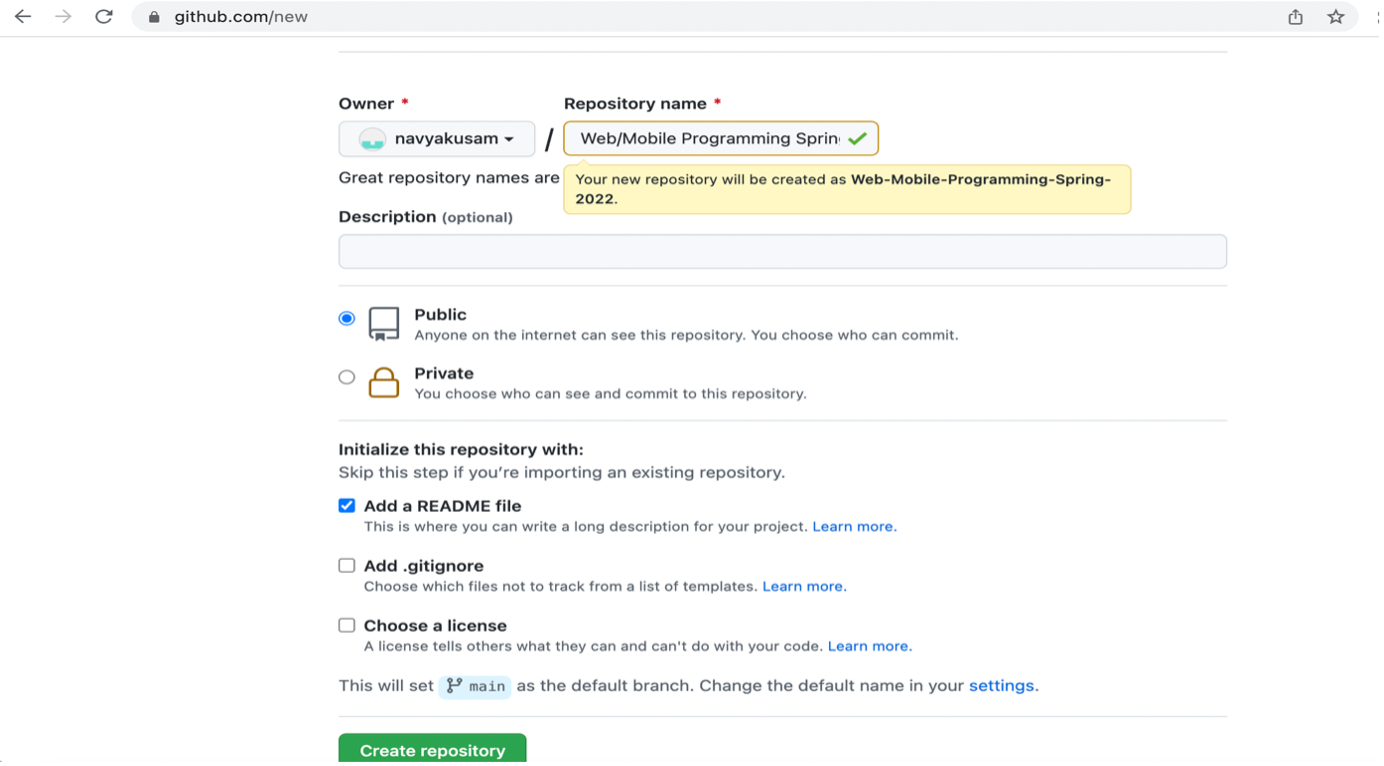 github.com/new
Owner * Repository name *
navyakusam / Web/Mobile Programming Sprin
Great repository names are
Your new repository will be created as Web-Mobile-Programming-Spring-
2022.
Description (optional)
Public
Anyone on the internet can see this repository. You choose who can commit.
Private
You choose who can see and commit to this repository.
Initialize this repository with:
Skip this step if you're importing an existing repository.
Add a README file
This is where you can write a long description for your project. Learn more.
Add .gitignore
Choose which files not to track from a list of templates. Learn more.
Choose a license
A license tells others what they can and can't do with your code. Learn more.
This will set main as the default branch. Change the default name in your settings.
Create repository